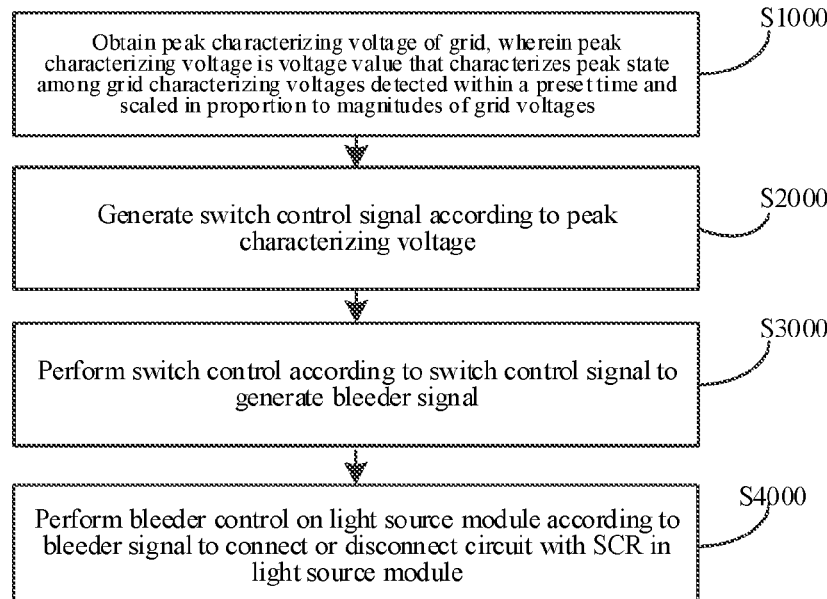 S1000
Obtain peak characterizing voltage of grid, wherein peak
characterizing voltage is voltage value that characterizes peak state
among grid characterizing voltages detected within a preset time and
scaled in proportion to magnitudes of grid voltages
S2000
Generate switch control signal according to peak
characterizing voltage
S3000
Perform switch control according to switch control signal to
generate bleeder signal
S4000
Perform bleeder control on light source module according to
bleeder signal to connect or disconnect circuit with SCR in
light source module